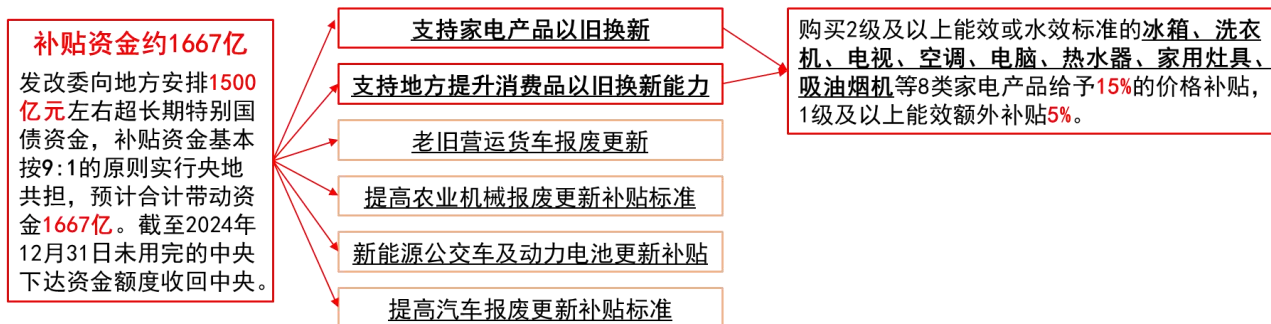 补贴资金约1667亿
发改委向地方安排1500
亿元左右超长期特别国
债资金，补贴资金基本
按9:1的原则实行央地
共担，预计合计带动资
金1667亿。截至2024年
12月31日未用完的中央
下达资金额度收回中央。
支持家电产品以旧换新
支持地方提升消费品以旧换新能力
老旧营运货车报废更新
提高农业机械报废更新补贴标准
新能源公交车及动力电池更新补贴
提高汽车报废更新补贴标准
购买2级及以上能效或水效标准的冰箱、洗衣
机、电视、空调、电脑、热水器、家用灶具、
吸油烟机等8类家电产品给予15%的价格补贴，
1级及以上能效额外补贴5%。